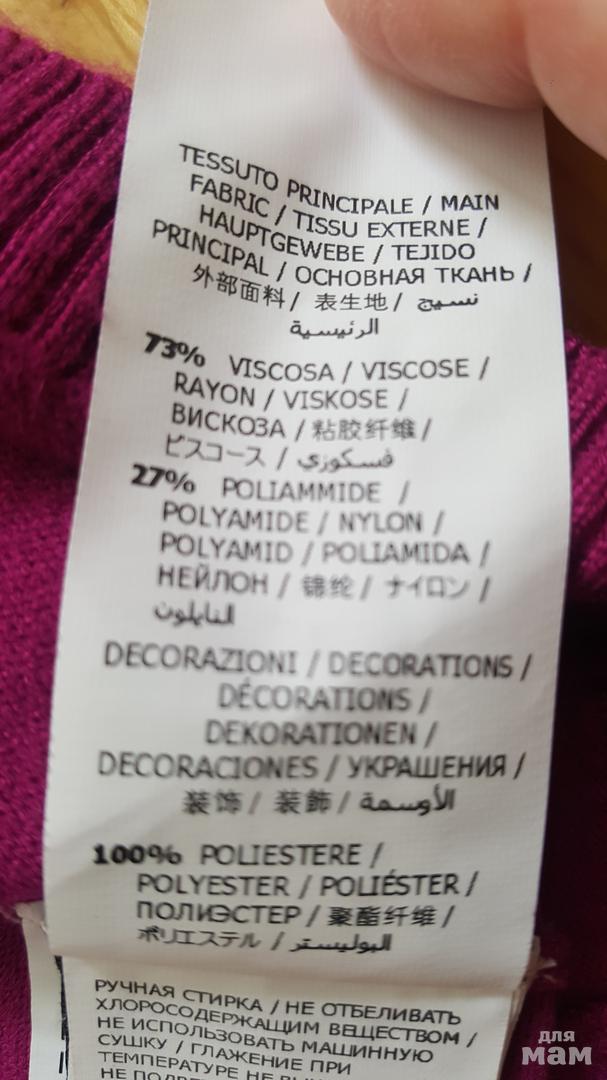 TESSUTO PRINCIPALE / MAIN
FABRIC / TISSU EXTERNE /
HAUPTGEWEBE / TEJIDO
PRINCIPAL / ОСНОВНАЯ ТКАНЬ /
外部面料 / 表生地 / نسيج
الرئيسية
73% VISCOSA / VISCOSE /
RAYON / VISKOSE /
ВИСКОЗА / 粘胶纤维 /
ビスコース / فسكوزي
27% POLIAMMIDE /
POLYAMIDE / NYLON /
POLYAMID / POLIAMIDA /
НЕЙЛОН / 锦纶 / ナイロン /
النايلون
DECORAZIONI / DECORATIONS /
DÉCORATIONS /
DEKORATIONEN /
DECORACIONES / УКРАШЕНИЯ /
装饰 / 装飾 / الأوسمة
100% POLIESTERE /
POLYESTER / POLIÉSTER /
ПОЛИЭСТЕР / 聚酯纤维 /
ポリエステル / البوليستر
РУЧНАЯ СТИРКА / НЕ ОТБЕЛИВАТЬ
ХЛОРОСОДЕРЖАЩИМ ВЕЩЕСТВОМ /
НЕ ИСПОЛЬЗОВАТЬ МАШИННУЮ
СУШКУ / ГЛАЖЕНИЕ ПРИ
ТЕМПЕРАТУРЕ НЕ
для
мам